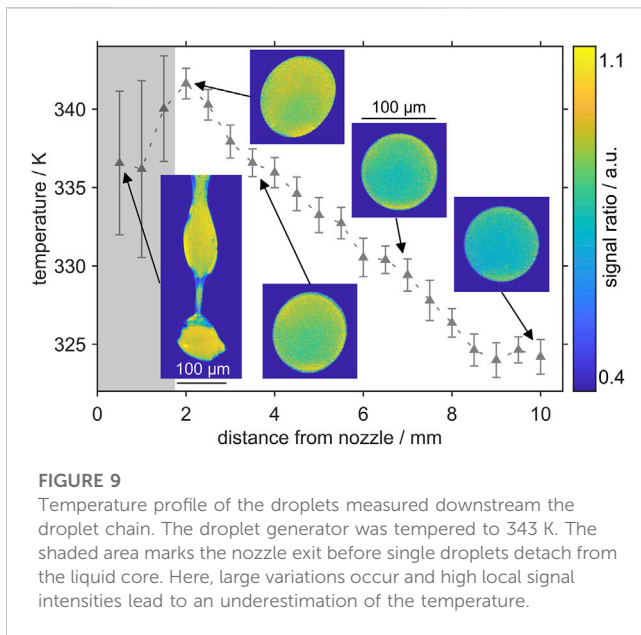 1.1
340
335
330
325
temperature / K
100 µm
100 µm
0
2
4
6
8
10
distance from nozzle / mm
signal ratio / a.u.
0.4
FIGURE 9
Temperature profile of the droplets measured downstream the
droplet chain. The droplet generator was tempered to 343 K. The
shaded area marks the nozzle exit before single droplets detach from
the liquid core. Here, large variations occur and high local signal
intensities lead to an underestimation of the temperature.